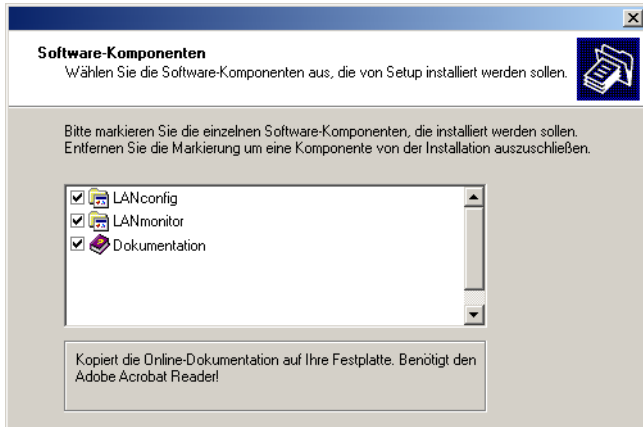 Software-Komponenten
Wählen Sie die Software-Komponenten aus, die von Setup installiert werden sollen.
Bitte markieren Sie die einzelnen Software-Komponenten, die installiert werden sollen.
Entfernen Sie die Markierung um eine Komponente von der Installation auszuschließen.
LANconfig
LANmonitor
Dokumentation
Kopiert die Online-Dokumentation auf Ihre Festplatte. Benötigt den
Adobe Acrobat Reader!